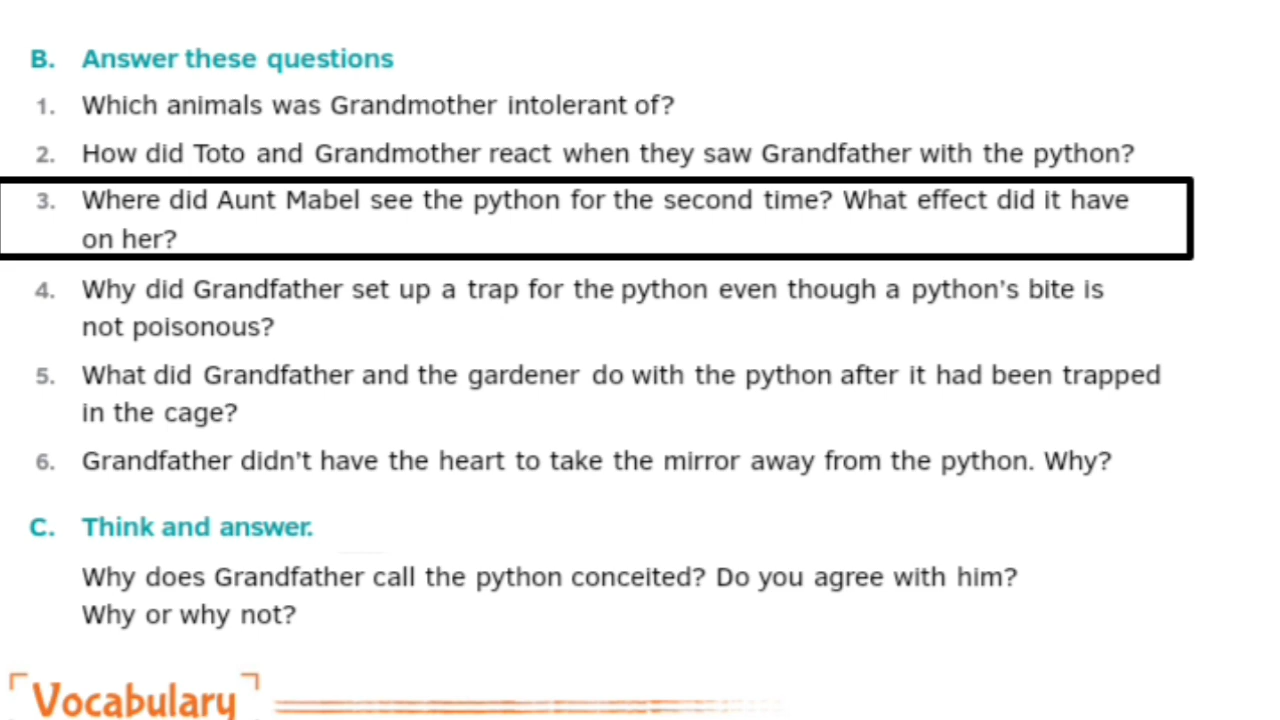 B. Answer these questions
1. Which animals was Grandmother intolerant of?
2. How did Toto and Grandmother react when they saw Grandfather with the python?
3. Where did Aunt Mabel see the python for the second time? What effect did it have
on her?
4. Why did Grandfather set up a trap for the python even though a python's bite is
not poisonous?
5. What did Grandfather and the gardener do with the python after it had been trapped
in the cage?
6. Grandfather didn't have the heart to take the mirror away from the python. Why?
C. Think and answer.
Why does Grandfather call the python conceited? Do you agree with him?
Why or why not?
Vocabulary